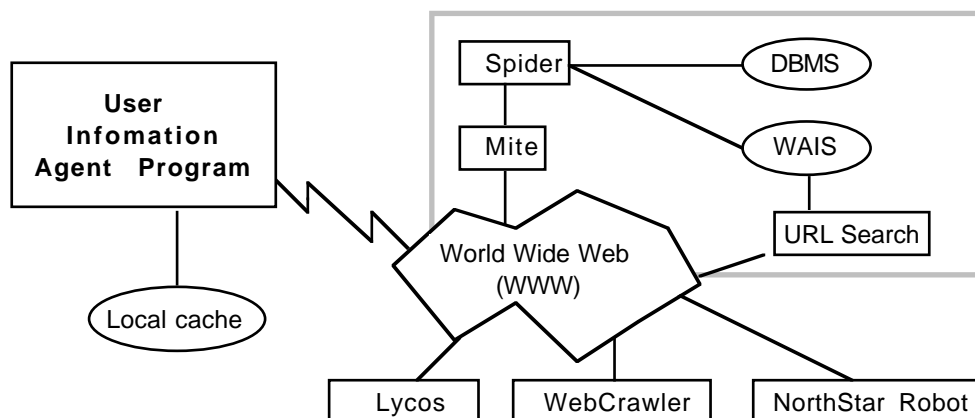 Spider
DBMS
User
Infomation
Agent Program
Mite
WAIS
URL Search
World Wide Web
(WWW)
Local cache
Lycos
WebCrawler
NorthStar Robot